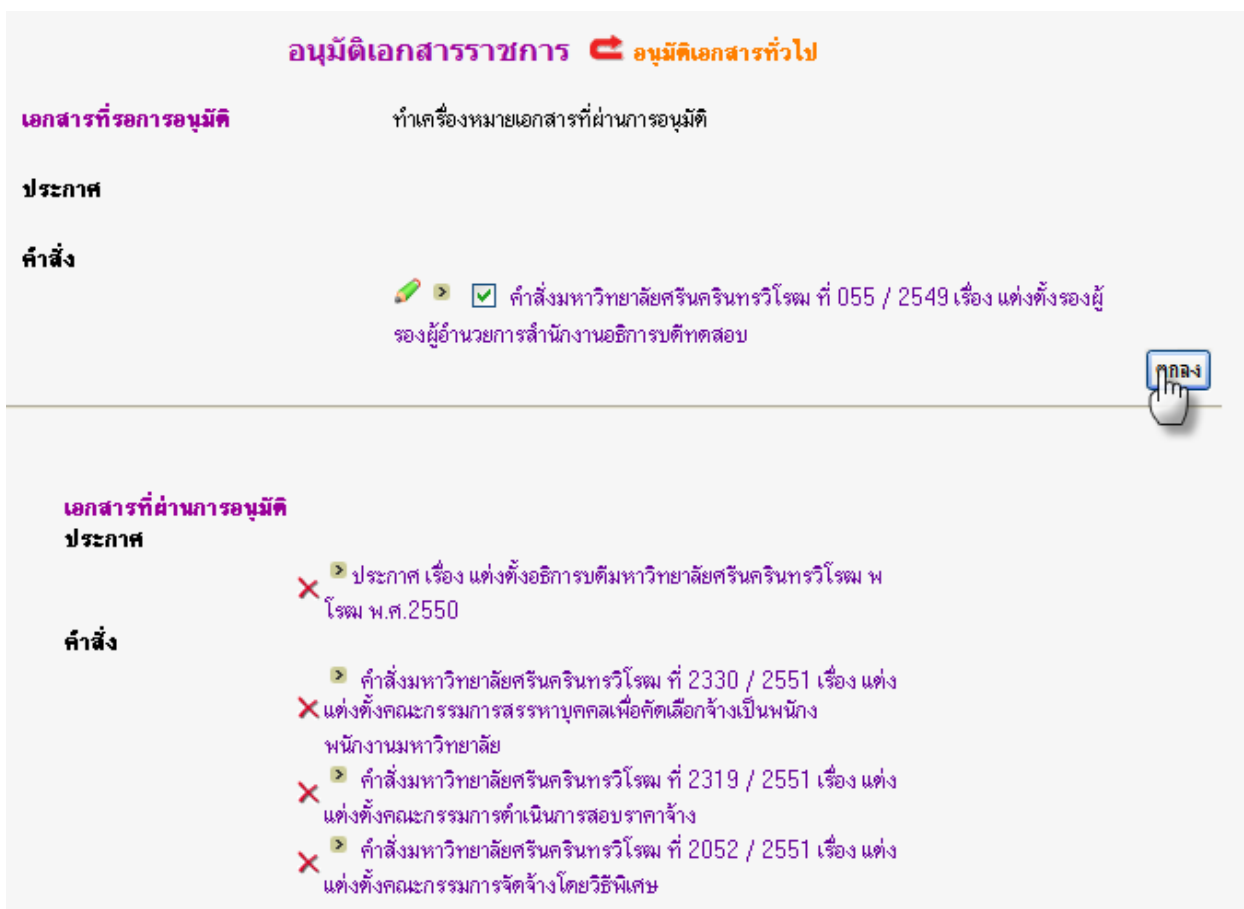 อนุมัติเอกสารราชการ อนุมัติเอกสารทั่วไป
เอกสารที่รอการอนุมัติ ทำเครื่องหมายเอกสารที่ผ่านการอนุมัติ
ประกาศ
คำสั่ง
คำสั่งมหาวิทยาลัยศรีนครินทรวิโรฒ ที่ 055 / 2549 เรื่อง แต่งตั้งรองผู้
รองผู้อำนวยการสำนักงานอธิการบดีทดสอบ
ตกลง
เอกสารที่ผ่านการอนุมัติ
ประกาศ
ประกาศ เรื่อง แต่งตั้งอธิการบดีมหาวิทยาลัยศรีนครินทรวิโรฒ พ
โรฒ พ.ศ.2550
คำสั่ง
คำสั่งมหาวิทยาลัยศรีนครินทรวิโรฒ ที่ 2330 / 2551 เรื่อง แต่ง
แต่งตั้งคณะกรรมการสรรหาบุคคลเพื่อคัดเลือกจ้างเป็นพนักง
พนักงานมหาวิทยาลัย
คำสั่งมหาวิทยาลัยศรีนครินทรวิโรฒ ที่ 2319 / 2551 เรื่อง แต่ง
แต่งตั้งคณะกรรมการดำเนินการสอบราคาจ้าง
คำสั่งมหาวิทยาลัยศรีนครินทรวิโรฒ ที่ 2052 / 2551 เรื่อง แต่ง
แต่งตั้งคณะกรรมการจัดจ้างโดยวิธีพิเศษ